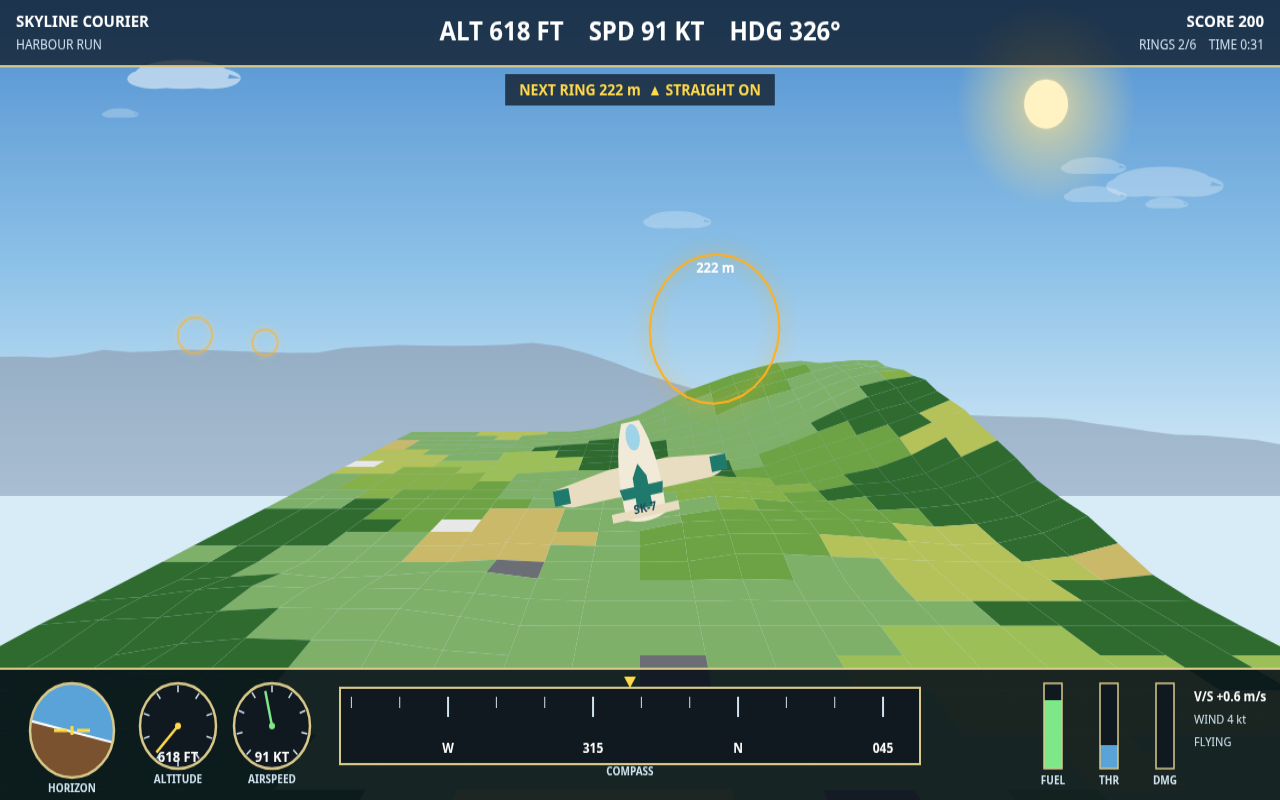 SKYLINE COURIER
HARBOUR RUN
ALT 618 FT SPD 91 KT HDG 326°
SCORE 200
RINGS 2/6 TIME 0:31
NEXT RING 222 m ▲ STRAIGHT ON
222 m
SK-7
618 FT
ALTITUDE
91 KT
AIRSPEED
HORIZON
W 315 N 045
COMPASS
FUEL
THR
DMG
V/S +0.6 m/s
WIND 4 kt
FLYING